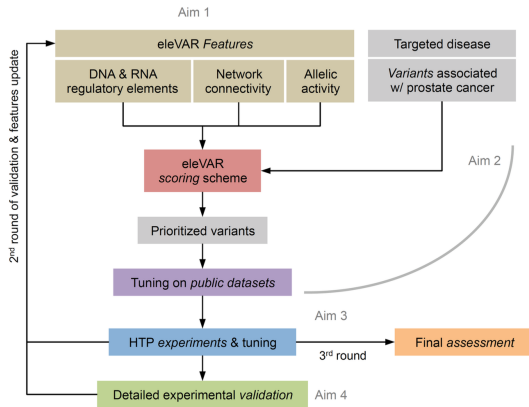 Aim 1
eleVAR Features
DNA & RNA
regulatory elements
Network
connectivity
Allelic
activity
Targeted disease
Variants associated
w/ prostate cancer
2nd round of validation & features update
eleVAR
scoring scheme
Aim 2
Prioritized variants
Tuning on public datasets
Aim 3
HTP experiments & tuning
3rd round
Final assessment
Detailed experimental validation
Aim 4